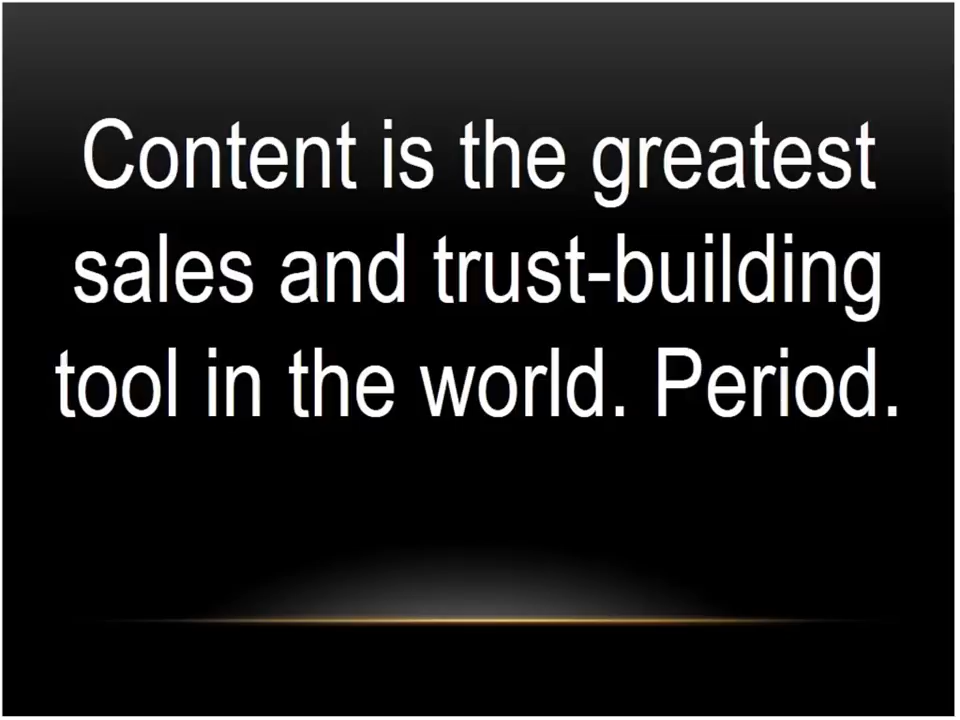 Content is the greatest
sales and trust-building
tool in the world. Period.